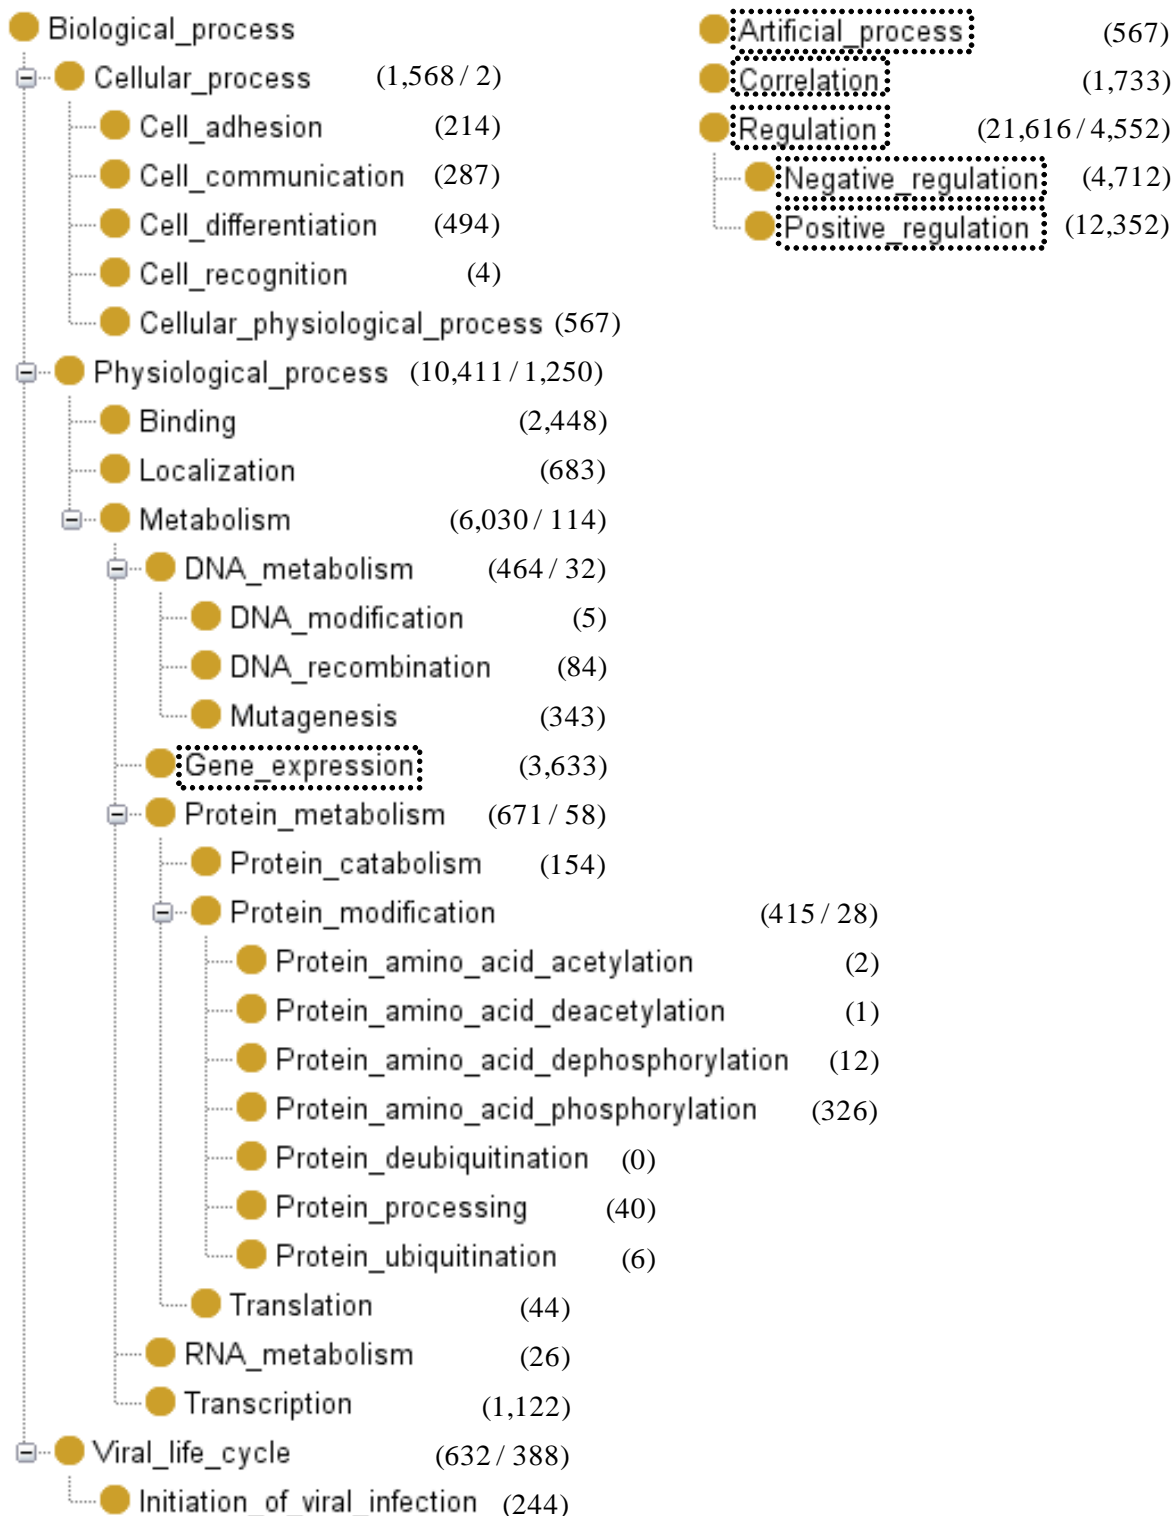 Biological_process
Cellular_process (1,568 / 2)
Cell_adhesion (214)
Cell_communication (287)
Cell_differentiation (494)
Cell_recognition (4)
Cellular_physiological_process (567)
Physiological_process (10,411 / 1,250)
Binding (2,448)
Localization (683)
Metabolism (6,030 / 114)
DNA_metabolism (464 / 32)
DNA_modification (5)
DNA_recombination (84)
Mutagenesis (343)
Gene_expression (3,633)
Protein_metabolism (671 / 58)
Protein_catabolism (154)
Protein_modification (415 / 28)
Protein_amino_acid_acetylation (2)
Protein_amino_acid_deacetylation (1)
Protein_amino_acid_dephosphorylation (12)
Protein_amino_acid_phosphorylation (326)
Protein_deubiquitination (0)
Protein_processing (40)
Protein_ubiquitination (6)
Translation (44)
RNA_metabolism (26)
Transcription (1,122)
Viral_life_cycle (632 / 388)
Initiation_of_viral_infection (244)
Artificial_process (567)
Correlation (1,733)
Regulation (21,616 / 4,552)
Negative_regulation (4,712)
Positive_regulation (12,352)